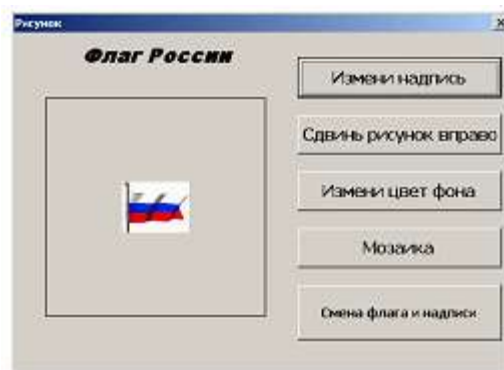 Рисунок
Флаг России
Измени надпись
Сдвинь рисунок вправо
Измени цвет фона
Мозаика
Смена флага и надписи